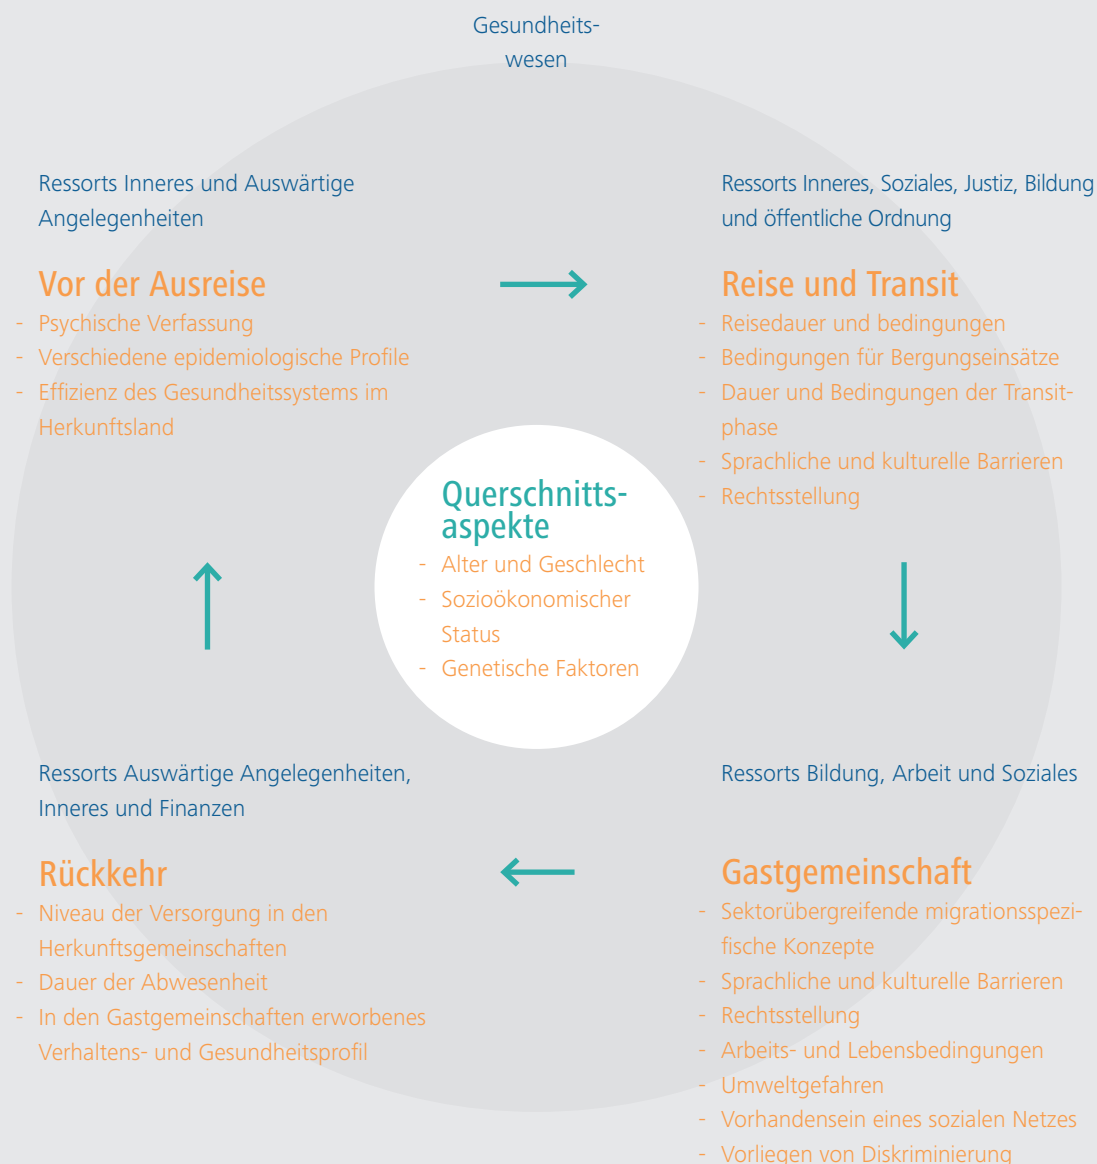 Gesundheits-
wesen
Ressorts Inneres und Auswärtige
Angelegenheiten
Vor der Ausreise
- Psychische Verfassung
- Verschiedene epidemiologische Profile
- Effizienz des Gesundheitssystems im
Herkunftsland
Ressorts Inneres, Soziales, Justiz, Bildung
und öffentliche Ordnung
Reise und Transit
- Reisedauer und bedingungen
- Bedingungen für Bergungseinsätze
- Dauer und Bedingungen der Transit-
phase
- Sprachliche und kulturelle Barrieren
- Rechtsstellung
Querschnitts-
aspekte
- Alter und Geschlecht
- Sozioökonomischer
Status
- Genetische Faktoren
Ressorts Auswärtige Angelegenheiten,
Inneres und Finanzen
Rückkehr
- Niveau der Versorgung in den
Herkunftsgemeinschaften
- Dauer der Abwesenheit
- In den Gastgemeinschaften erworbenes
Verhaltens- und Gesundheitsprofil
Ressorts Bildung, Arbeit und Soziales
Gastgemeinschaft
- Sektorübergreifende migrationsspezi-
fische Konzepte
- Sprachliche und kulturelle Barrieren
- Rechtsstellung
- Arbeits- und Lebensbedingungen
- Umweltgefahren
- Vorhandensein eines sozialen Netzes
- Vorliegen von Diskriminierung